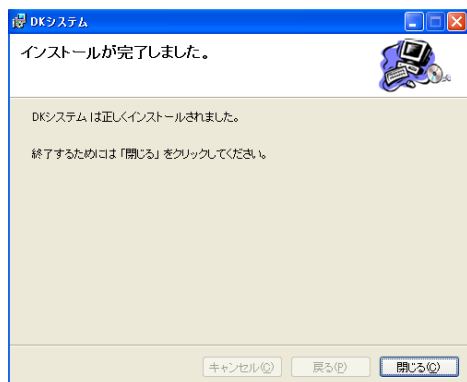 DKシステム
インストールが完了しました。
DKシステム は正しくインストールされました。
終了するためには 「閉じる」 をクリックしてください。
キャンセル(C)
戻る(P)
閉じる(C)